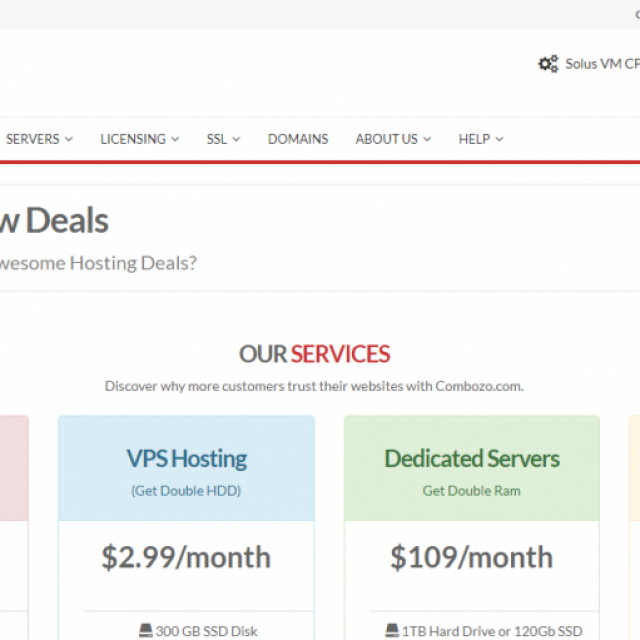 Solus VM CP
SERVERS LICENSING SSL DOMAINS ABOUT US HELP
w Deals
wesome Hosting Deals?
OUR SERVICES
Discover why more customers trust their websites with Combozo.com.
VPS Hosting
(Get Double HDD)
$2.99/month
300 GB SSD Disk
Dedicated Servers
Get Double Ram
$109/month
1TB Hard Drive or 120Gb SSD